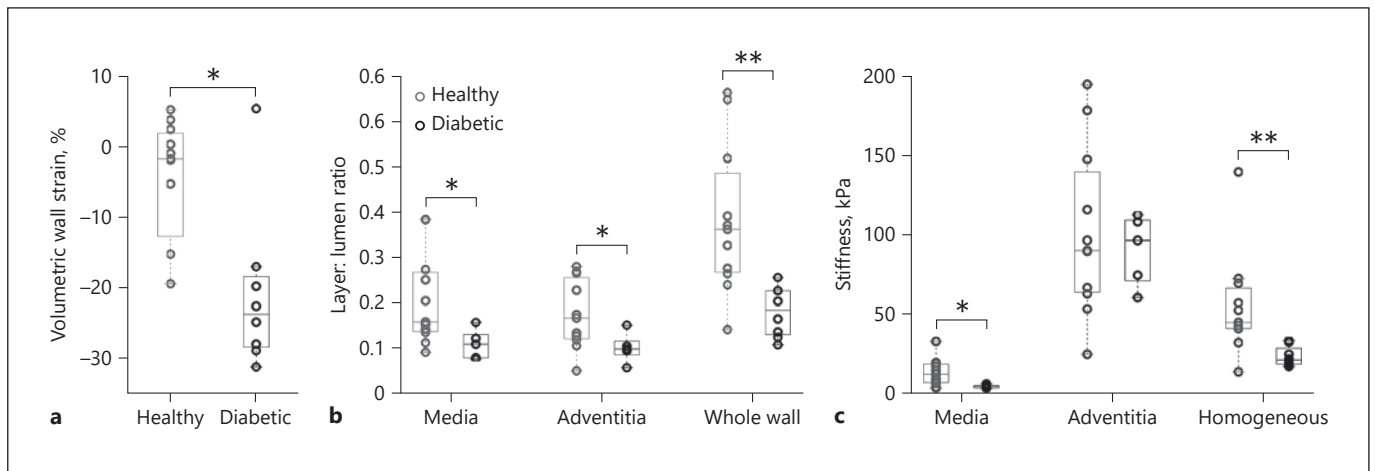 *
10
0
–10
–20
–30
Volumetric wall strain, %
Healthy
Diabetic
a
0.6
0.6
0.5
0.4
0.3
0.2
0.1
0
Layer: lumen ratio
Healthy
Diabetic
*
*
**
Media
Adventitia
Whole wall
b
200
150
100
50
0
Stiffness, kPa
*
**
Media
Adventitia
Homogeneous
c